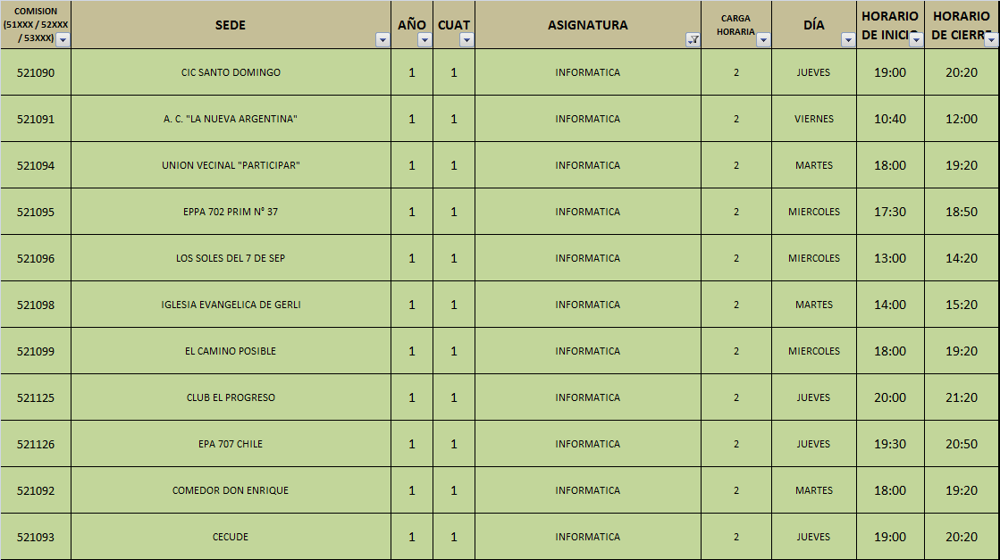 COMISION (51XXX / 52XXX / 53XXX) SEDE AÑO CUAT ASIGNATURA CARGA HORARIA DÍA HORARIO DE INICIO HORARIO DE CIERRE
521090 CIC SANTO DOMINGO 1 1 INFORMATICA 2 JUEVES 19:00 20:20
521091 A. C. "LA NUEVA ARGENTINA" 1 1 INFORMATICA 2 VIERNES 10:40 12:00
521094 UNION VECINAL "PARTICIPAR" 1 1 INFORMATICA 2 MARTES 18:00 19:20
521095 EPPA 702 PRIM N° 37 1 1 INFORMATICA 2 MIERCOLES 17:30 18:50
521096 LOS SOLES DEL 7 DE SEP 1 1 INFORMATICA 2 MIERCOLES 13:00 14:20
521098 IGLESIA EVANGELICA DE GERLI 1 1 INFORMATICA 2 MARTES 14:00 15:20
521099 EL CAMINO POSIBLE 1 1 INFORMATICA 2 MIERCOLES 18:00 19:20
521125 CLUB EL PROGRESO 1 1 INFORMATICA 2 JUEVES 20:00 21:20
521126 EPA 707 CHILE 1 1 INFORMATICA 2 JUEVES 19:30 20:50
521092 COMEDOR DON ENRIQUE 1 1 INFORMATICA 2 MARTES 18:00 19:20
521093 CECUDE 1 1 INFORMATICA 2 JUEVES 19:00 20:20